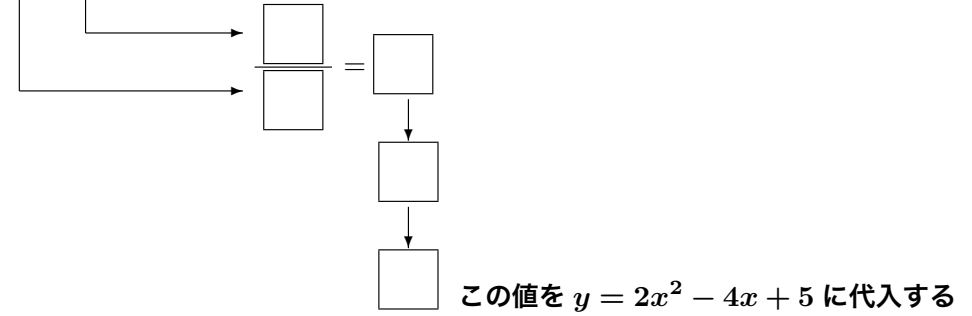 =
この値を y = 2x² − 4x + 5 に代入する